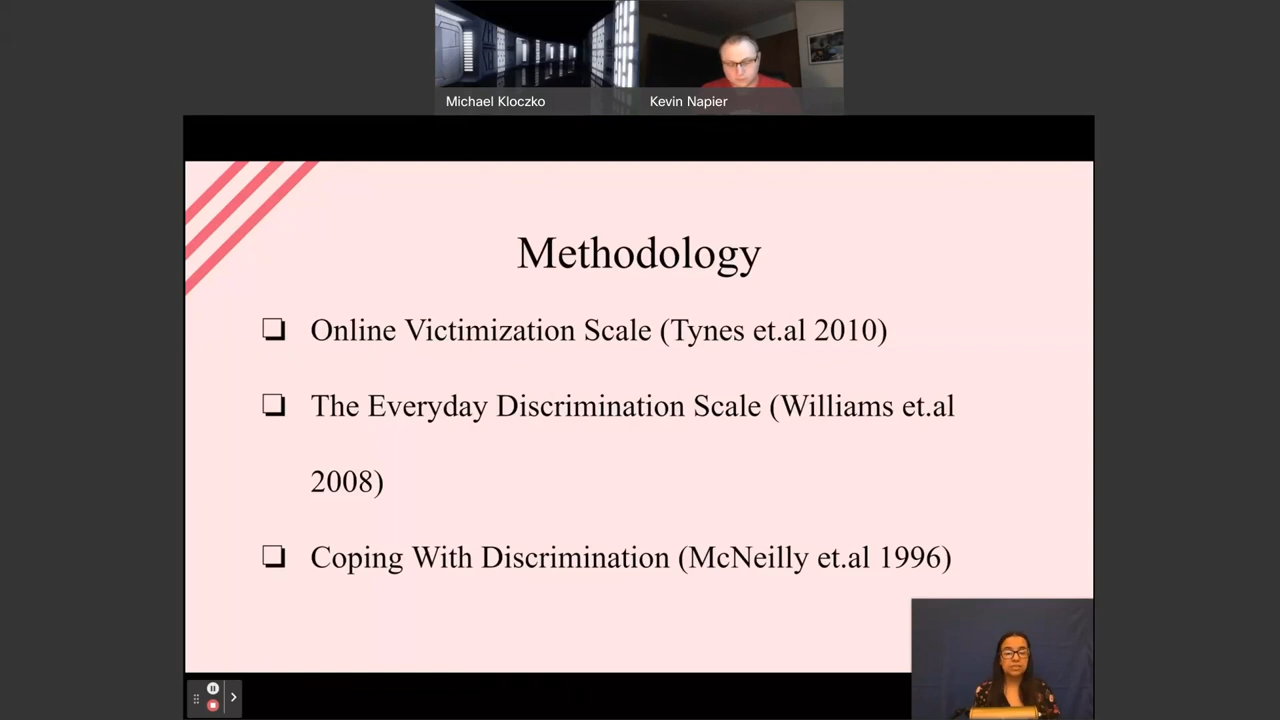 Michael Kloczko
Kevin Napier
Methodology
Online Victimization Scale (Tynes et.al 2010)
The Everyday Discrimination Scale (Williams et.al
2008)
Coping With Discrimination (McNeilly et.al 1996)